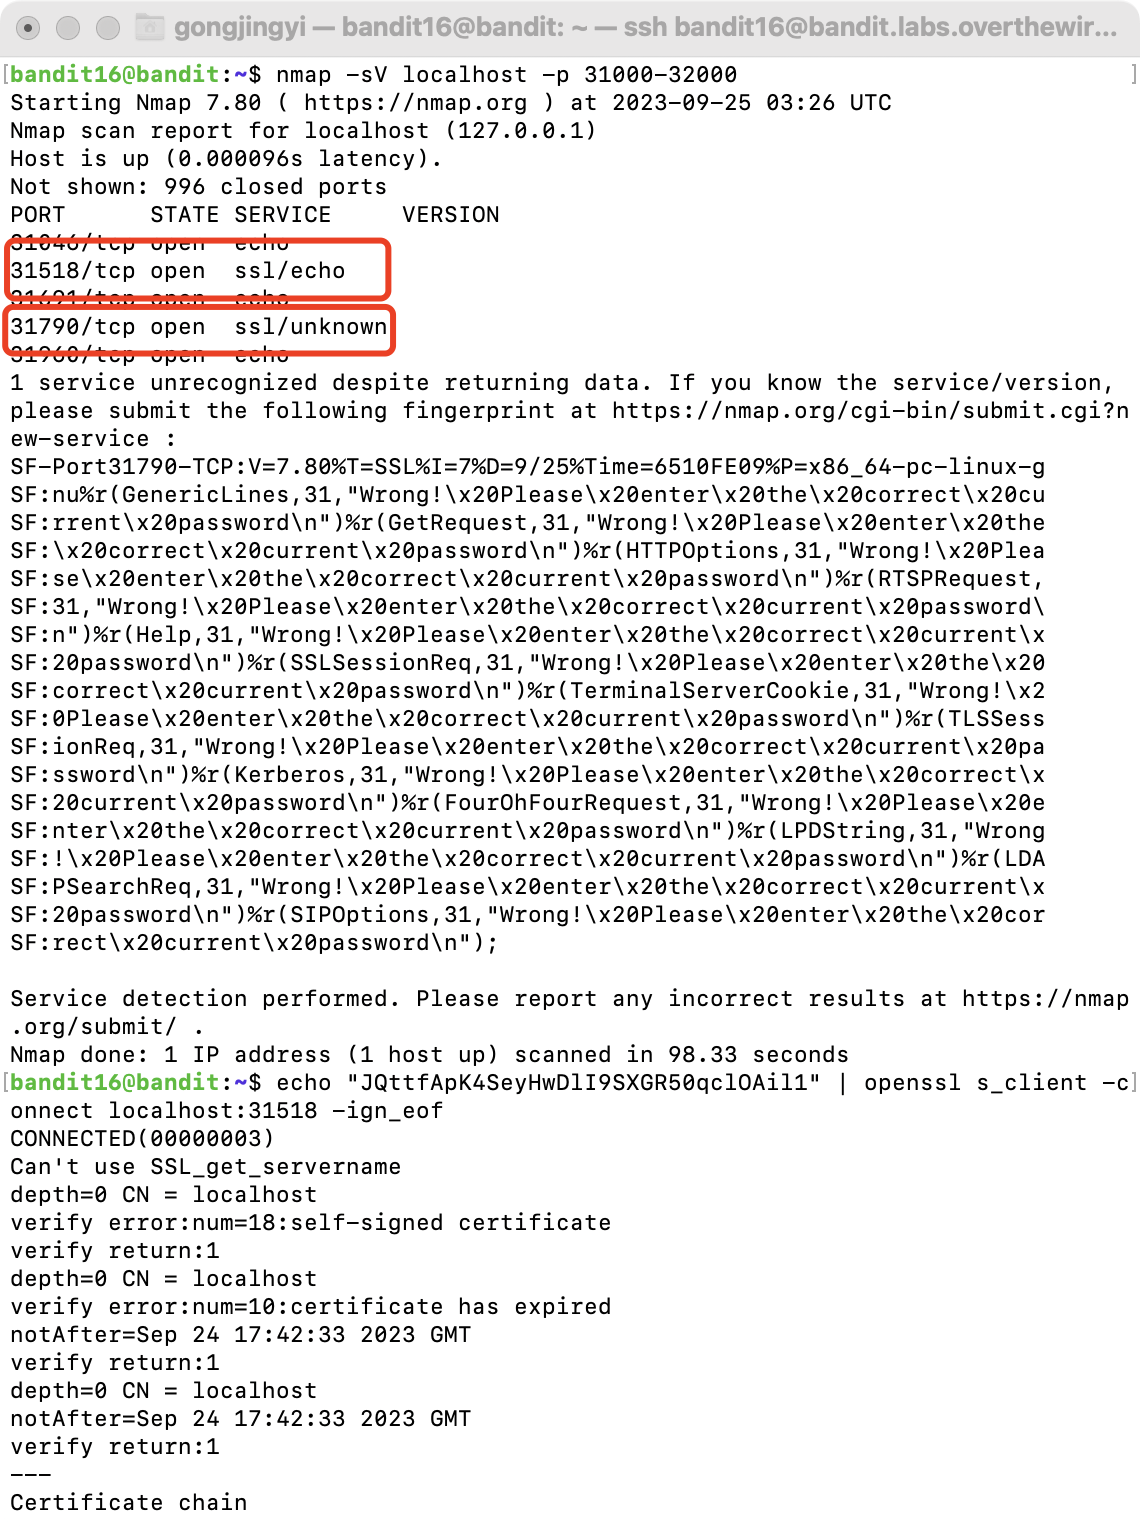 gongjingyi — bandit16@bandit: ~ — ssh bandit16@bandit.labs.overthewir...
[bandit16@bandit:~$ nmap -sV localhost -p 31000-32000 ]
Starting Nmap 7.80 ( https://nmap.org ) at 2023-09-25 03:26 UTC
Nmap scan report for localhost (127.0.0.1)
Host is up (0.000096s latency).
Not shown: 996 closed ports
PORT      STATE SERVICE     VERSION
31046/tcp open  echo
31518/tcp open  ssl/echo
31691/tcp open  echo
31790/tcp open  ssl/unknown
31960/tcp open  echo
1 service unrecognized despite returning data. If you know the service/version,
please submit the following fingerprint at https://nmap.org/cgi-bin/submit.cgi?n
ew-service :
SF-Port31790-TCP:V=7.80%T=SSL%I=7%D=9/25%Time=6510FE09%P=x86_64-pc-linux-g
SF:nu%r(GenericLines,31,"Wrong!\x20Please\x20enter\x20the\x20correct\x20cu
SF:rrent\x20password\n")%r(GetRequest,31,"Wrong!\x20Please\x20enter\x20the
SF:\x20correct\x20current\x20password\n")%r(HTTPOptions,31,"Wrong!\x20Plea
SF:se\x20enter\x20the\x20correct\x20current\x20password\n")%r(RTSPRequest,
SF:31,"Wrong!\x20Please\x20enter\x20the\x20correct\x20current\x20password\
SF:n")%r(Help,31,"Wrong!\x20Please\x20enter\x20the\x20correct\x20current\x
SF:20password\n")%r(SSLSessionReq,31,"Wrong!\x20Please\x20enter\x20the\x20
SF:correct\x20current\x20password\n")%r(TerminalServerCookie,31,"Wrong!\x2
SF:0Please\x20enter\x20the\x20correct\x20current\x20password\n")%r(TLSSess
SF:ionReq,31,"Wrong!\x20Please\x20enter\x20the\x20correct\x20current\x20pa
SF:ssword\n")%r(Kerberos,31,"Wrong!\x20Please\x20enter\x20the\x20correct\x
SF:20current\x20password\n")%r(FourOhFourRequest,31,"Wrong!\x20Please\x20e
SF:nter\x20the\x20correct\x20current\x20password\n")%r(LPDString,31,"Wrong
SF:!\x20Please\x20enter\x20the\x20correct\x20current\x20password\n")%r(LDA
SF:PSearchReq,31,"Wrong!\x20Please\x20enter\x20the\x20correct\x20current\x
SF:20password\n")%r(SIPOptions,31,"Wrong!\x20Please\x20enter\x20the\x20cor
SF:rect\x20current\x20password\n");
Service detection performed. Please report any incorrect results at https://nmap
.org/submit/ .
Nmap done: 1 IP address (1 host up) scanned in 98.33 seconds
[bandit16@bandit:~$ echo "JQttfApK4SeyHwDlI9SXGR50qclOAil1" | openssl s_client -c]
onnect localhost:31518 -ign_eof
CONNECTED(00000003)
Can't use SSL_get_servername
depth=0 CN = localhost
verify error:num=18:self-signed certificate
verify return:1
depth=0 CN = localhost
verify error:num=10:certificate has expired
notAfter=Sep 24 17:42:33 2023 GMT
verify return:1
depth=0 CN = localhost
notAfter=Sep 24 17:42:33 2023 GMT
verify return:1
---
Certificate chain